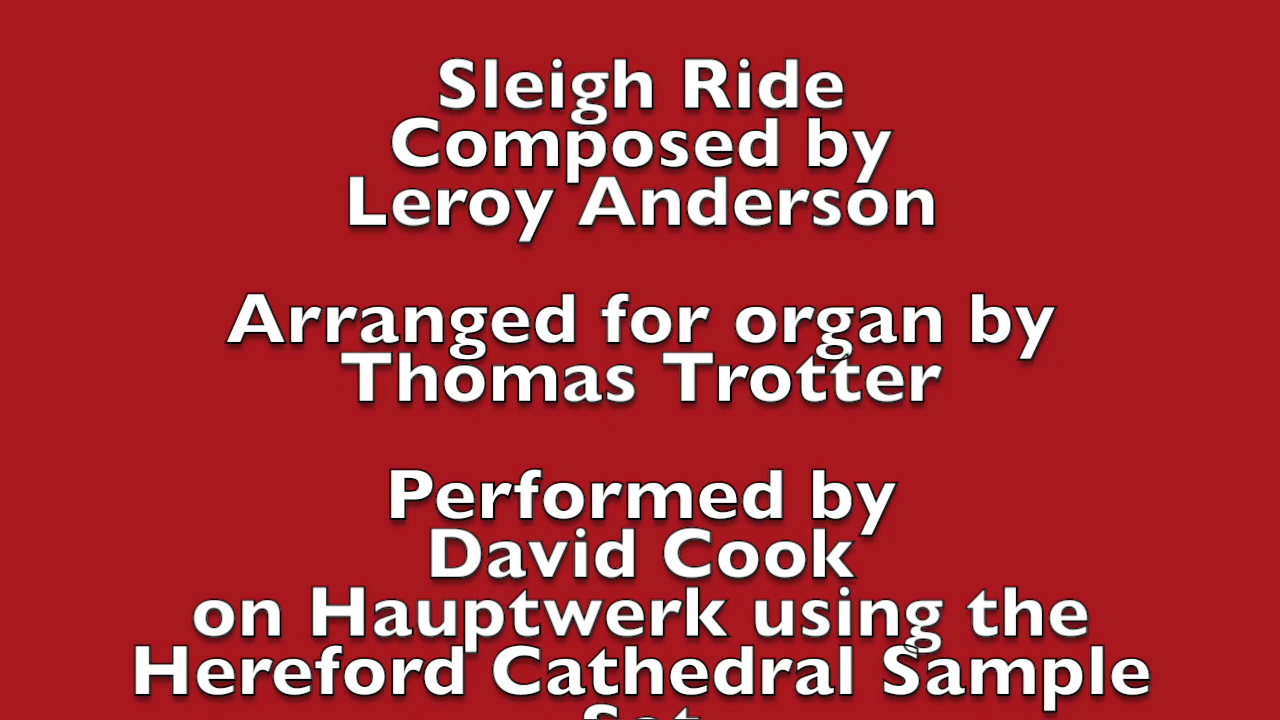 Sleigh Ride
Composed by
Leroy Anderson
Arranged for organ by
Thomas Trotter
Performed by
David Cook
on Hauptwerk using the
Hereford Cathedral Sample
Set